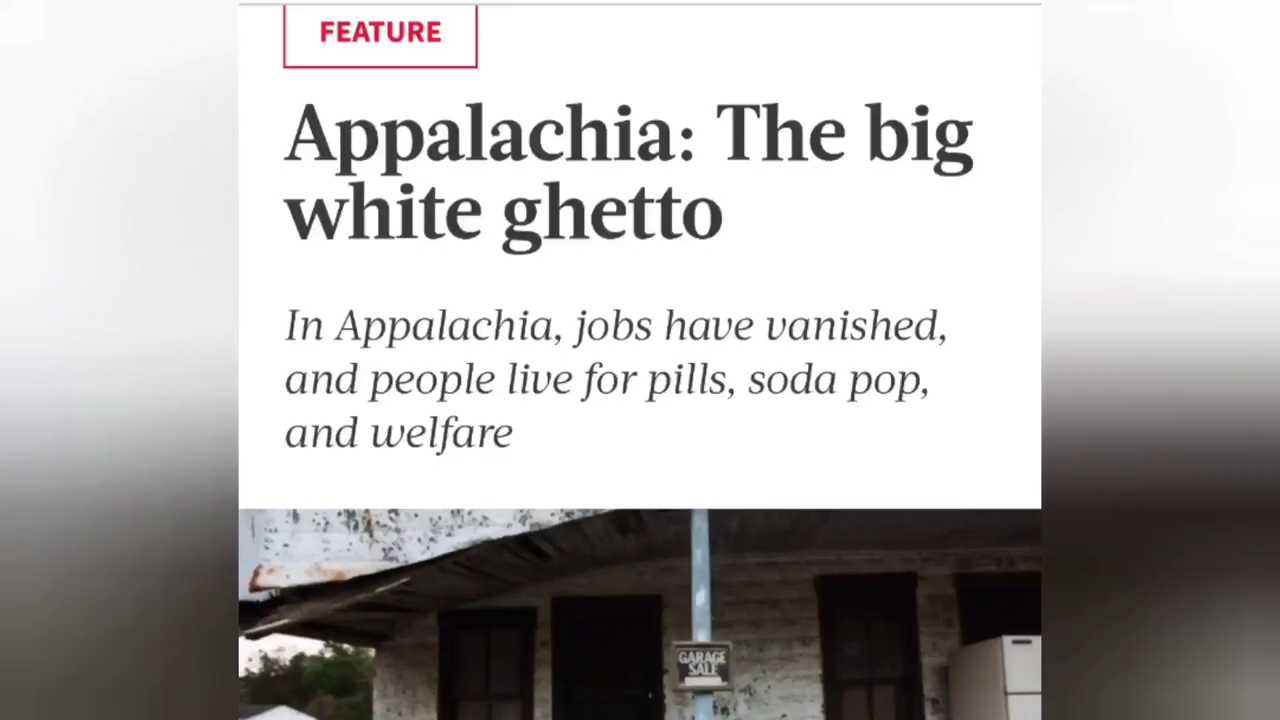 FEATURE
Appalachia: The big
white ghetto
In Appalachia, jobs have vanished,
and people live for pills, soda pop,
and welfare
GARAGE
SALE